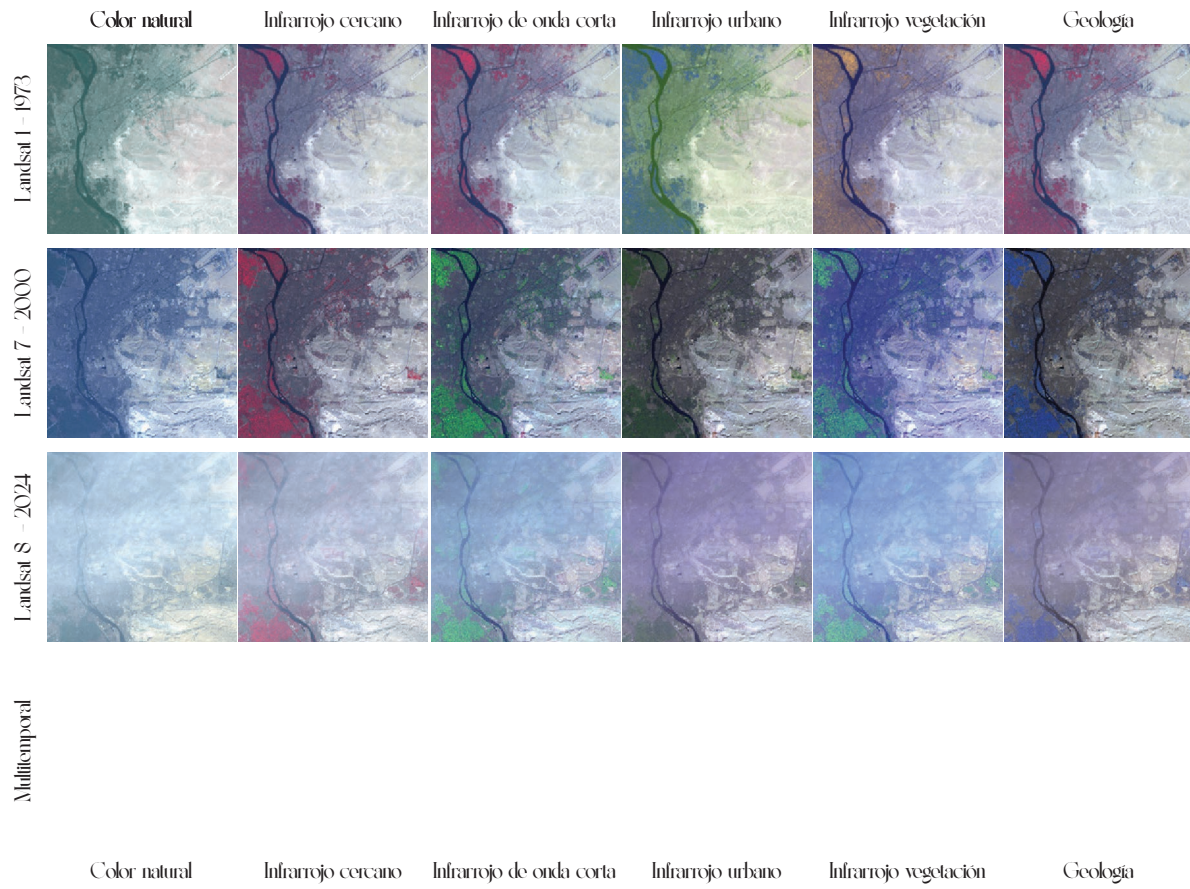 Color natural Infrarrojo cercano Infrarrojo de onda corta Infrarrojo urbano Infrarrojo vegetación Geología
Landsat 1 - 1973
Landsat 7 - 2000
Landsat 8 - 2024
Multitemporal
Color natural Infrarrojo cercano Infrarrojo de onda corta Infrarrojo urbano Infrarrojo vegetación Geología